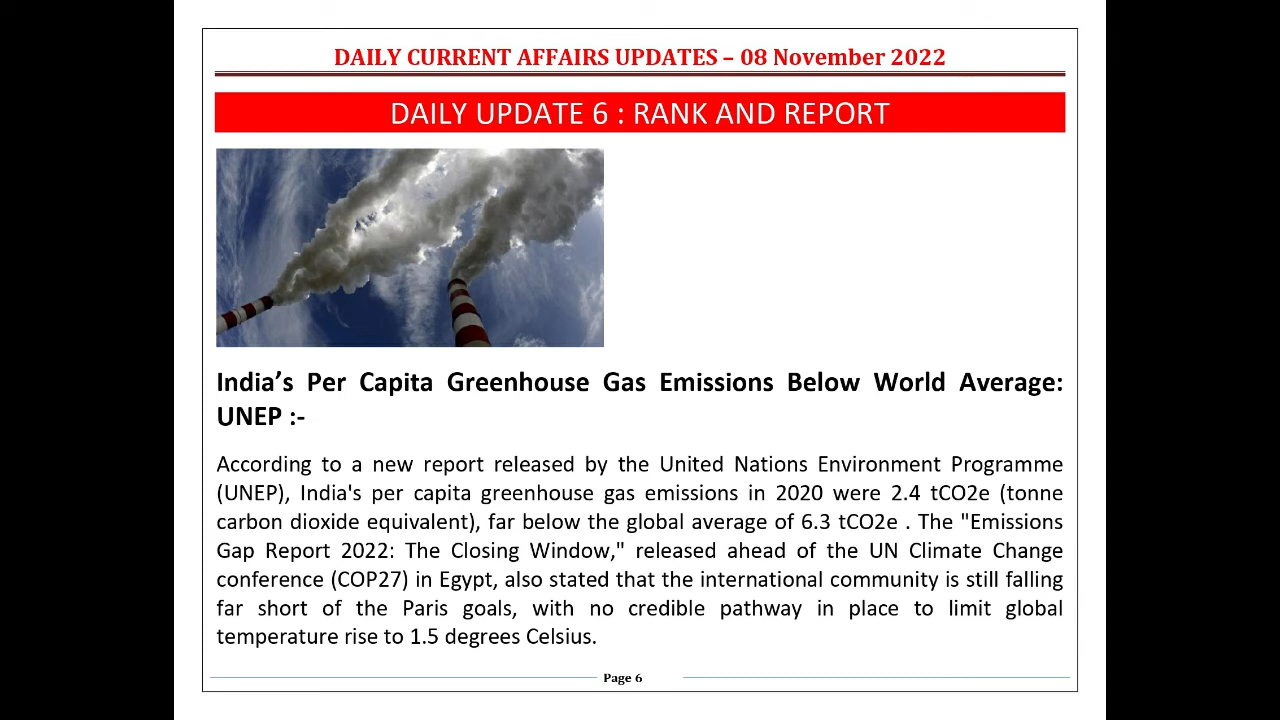 DAILY CURRENT AFFAIRS UPDATES – 08 November 2022
DAILY UPDATE 6 : RANK AND REPORT
India’s Per Capita Greenhouse Gas Emissions Below World Average:
UNEP :-
According to a new report released by the United Nations Environment Programme
(UNEP), India's per capita greenhouse gas emissions in 2020 were 2.4 tCO2e (tonne
carbon dioxide equivalent), far below the global average of 6.3 tCO2e . The "Emissions
Gap Report 2022: The Closing Window," released ahead of the UN Climate Change
conference (COP27) in Egypt, also stated that the international community is still falling
far short of the Paris goals, with no credible pathway in place to limit global
temperature rise to 1.5 degrees Celsius.
Page 6